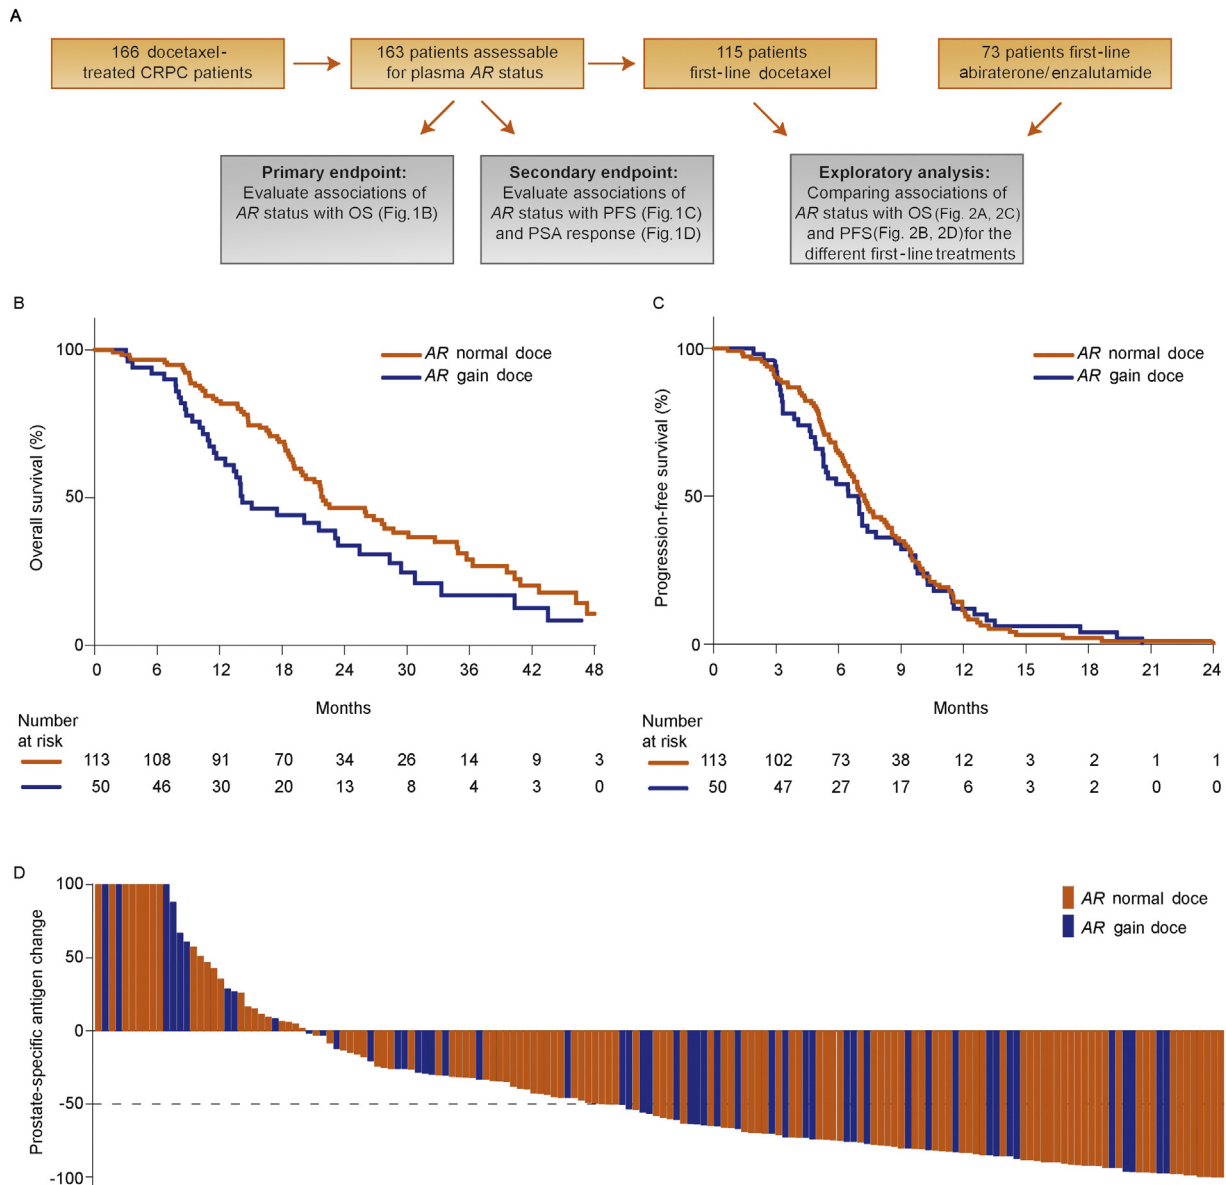 A
166 docetaxel-
treated CRPC patients
163 patients assessable
for plasma AR status
115 patients
first-line docetaxel
73 patients first-line
abiraterone/enzalutamide
Primary endpoint:
Evaluate associations of
AR status with OS (Fig.1B)
Secondary endpoint:
Evaluate associations of
AR status with PFS (Fig.1C)
and PSA response (Fig.1D)
Exploratory analysis:
Comparing associations of
AR status with OS(Fig. 2A, 2C)
and PFS(Fig. 2B, 2D)for the
different first-line treatments
B
Overall survival (%)
100
50
0
AR normal doce
AR gain doce
0 6 12 18 24 30 36 42 48
Months
Number
at risk
113 108 91 70 34 26 14 9 3
50 46 30 20 13 8 4 3 0
C
Progression-free survival (%)
100
50
0
AR normal doce
AR gain doce
0 3 6 9 12 15 18 21 24
Months
Number
at risk
113 102 73 38 12 3 2 1 1
50 47 27 17 6 3 2 0 0
D
Prostate-specific antigen change
100
50
0
-50
-100
AR normal doce
AR gain doce